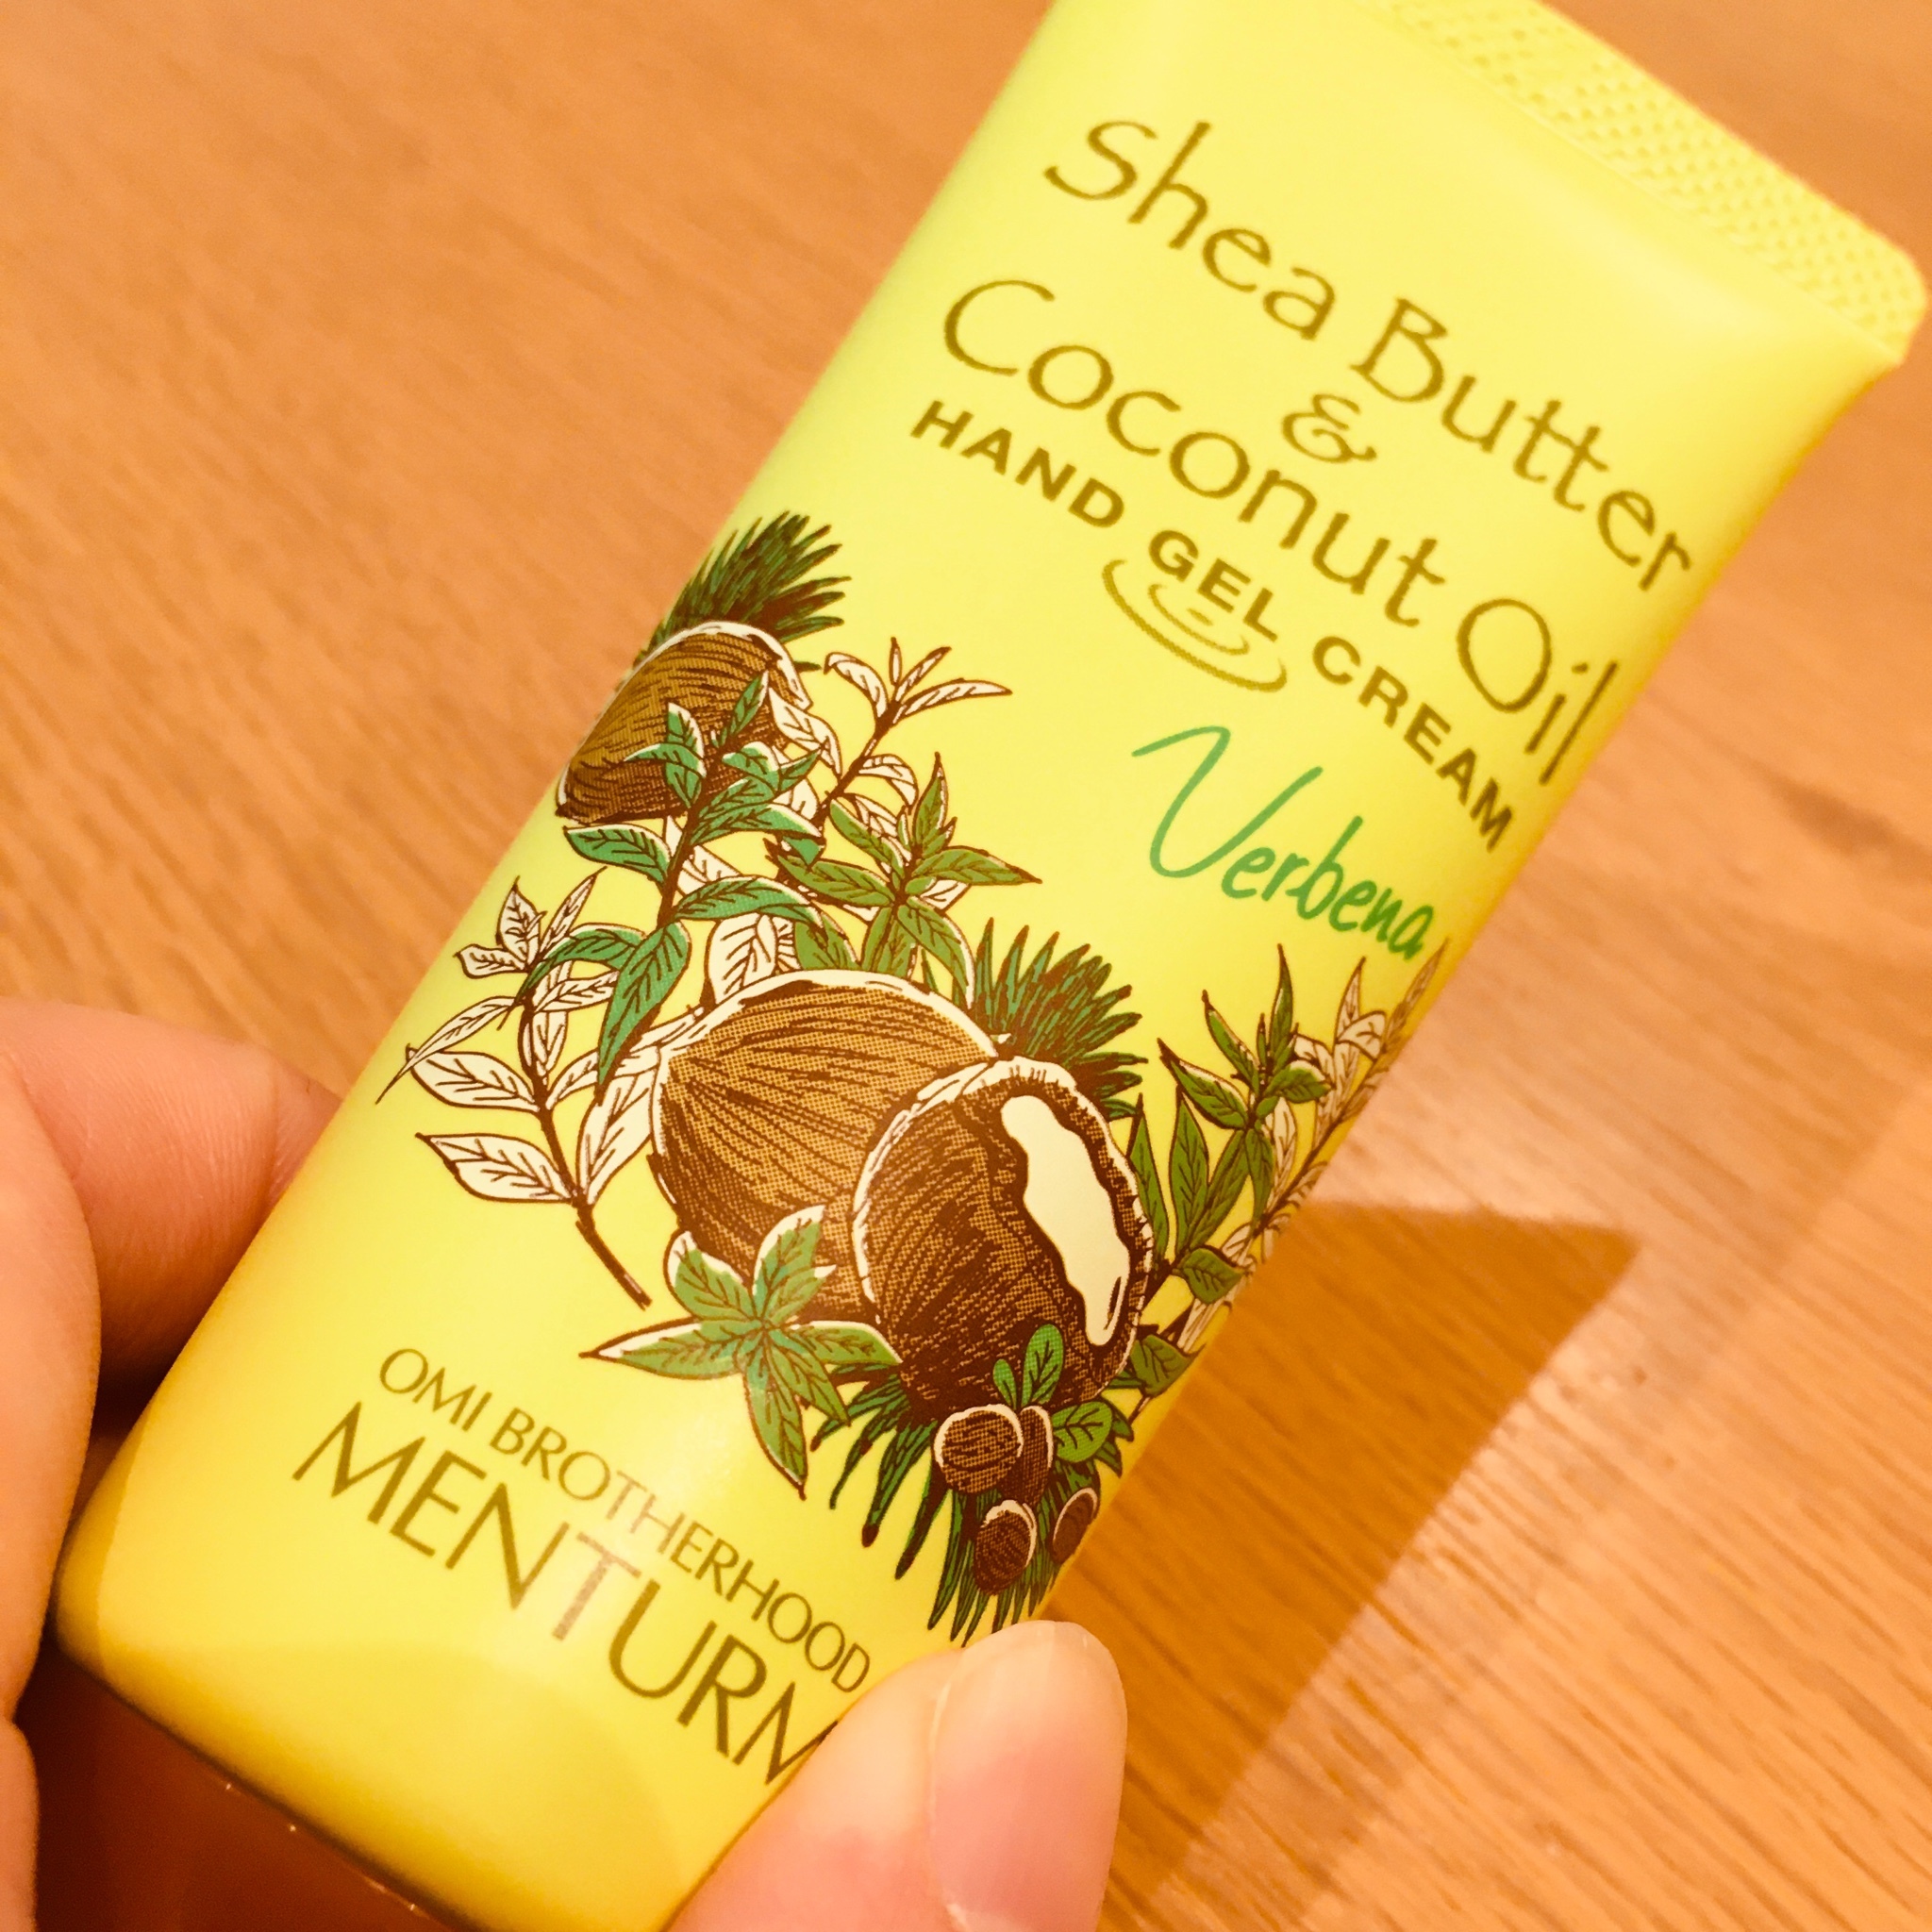 Shea Butter
&
Coconut Oil
HAND GEL CREAM
Verbena
OMI BROTHERHOOD
MENTURM